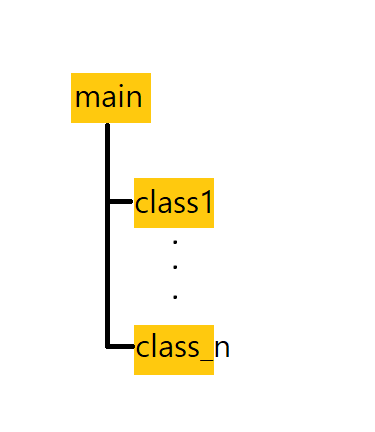 main
class1
.
.
.
class_n